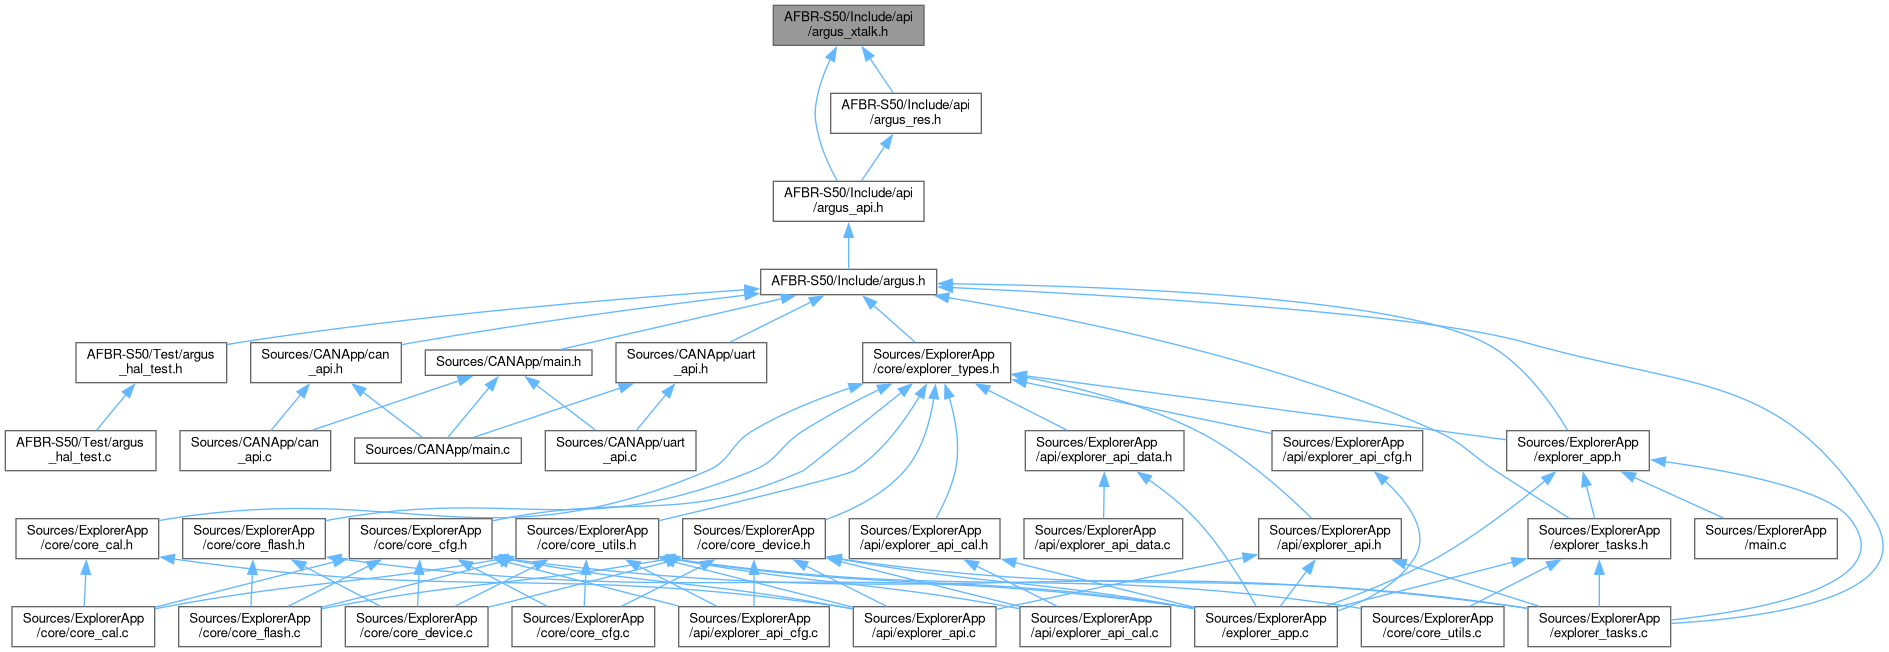 AFBR-S50/Include/api
/argus_xtalk.h
AFBR-S50/Include/api
/argus_res.h
AFBR-S50/Include/api
/argus_api.h
AFBR-S50/Include/argus.h
AFBR-S50/Test/argus
_hal_test.h
Sources/CANApp/can
_api.h
Sources/CANApp/main.h
Sources/CANApp/uart
_api.h
Sources/ExplorerApp
/core/explorer_types.h
AFBR-S50/Test/argus
_hal_test.c
Sources/CANApp/can
_api.c
Sources/CANApp/main.c
Sources/CANApp/uart
_api.c
Sources/ExplorerApp
/api/explorer_api_data.h
Sources/ExplorerApp
/api/explorer_api_cfg.h
Sources/ExplorerApp
/explorer_app.h
Sources/ExplorerApp
/core/core_cal.h
Sources/ExplorerApp
/core/core_flash.h
Sources/ExplorerApp
/core/core_cfg.h
Sources/ExplorerApp
/core/core_utils.h
Sources/ExplorerApp
/core/core_device.h
Sources/ExplorerApp
/api/explorer_api_cal.h
Sources/ExplorerApp
/api/explorer_api_data.c
Sources/ExplorerApp
/api/explorer_api.h
Sources/ExplorerApp
/explorer_tasks.h
Sources/ExplorerApp
/main.c
Sources/ExplorerApp
/core/core_cal.c
Sources/ExplorerApp
/core/core_flash.c
Sources/ExplorerApp
/core/core_device.c
Sources/ExplorerApp
/core/core_cfg.c
Sources/ExplorerApp
/api/explorer_api_cfg.c
Sources/ExplorerApp
/api/explorer_api.c
Sources/ExplorerApp
/api/explorer_api_cal.c
Sources/ExplorerApp
/explorer_app.c
Sources/ExplorerApp
/core/core_utils.c
Sources/ExplorerApp
/explorer_tasks.c